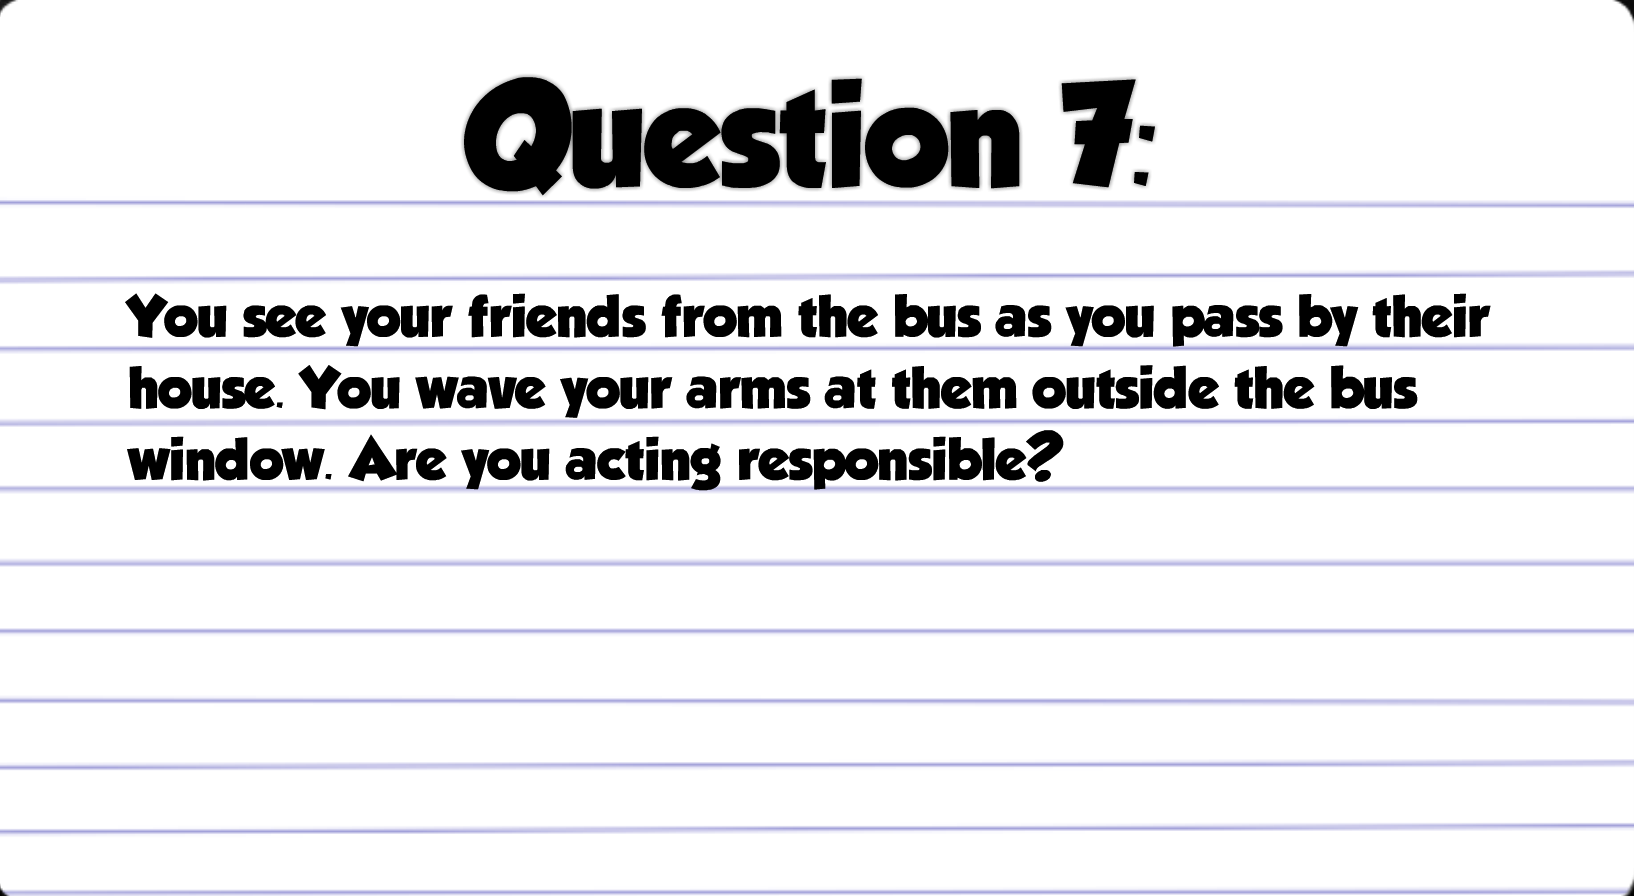 Question 7:
You see your friends from the bus as you pass by their
house. You wave your arms at them outside the bus
window. Are you acting responsible?